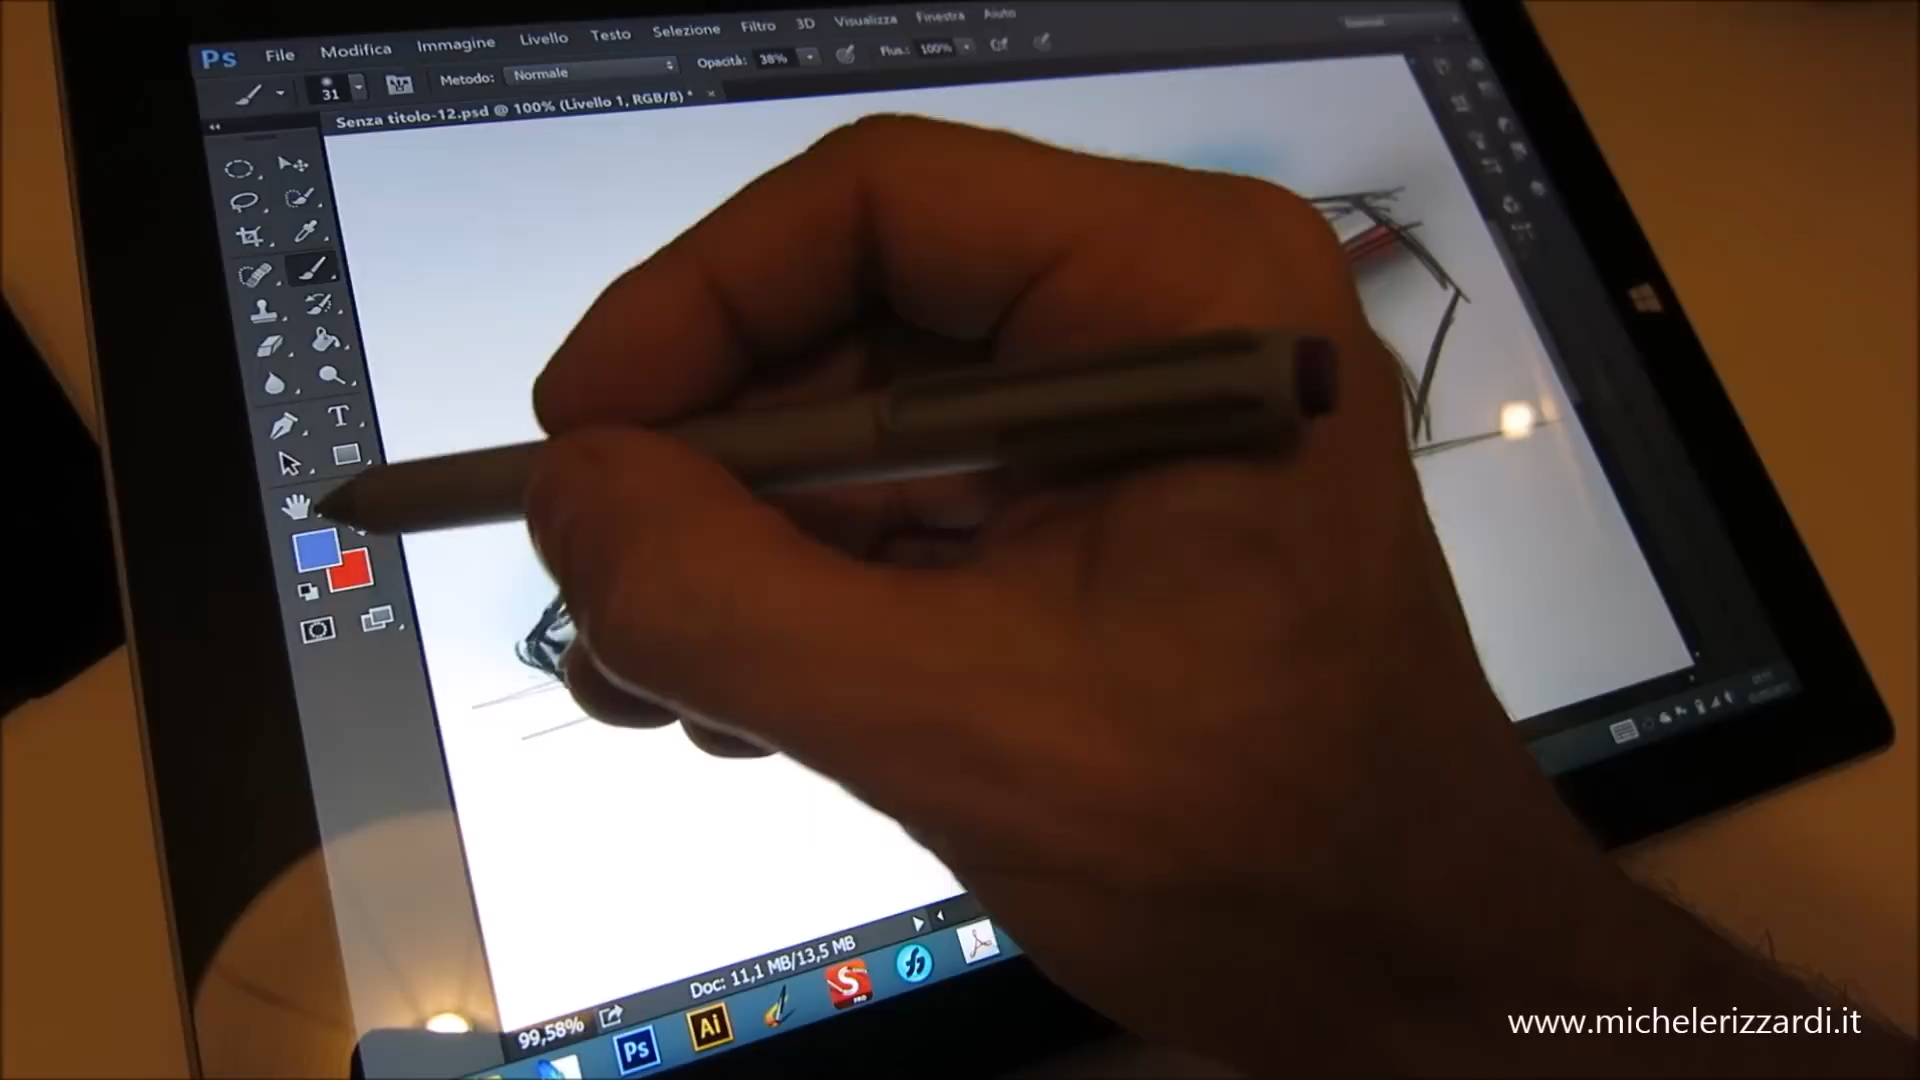 Ps File Modifica Immagine Livello Testo Selezione Filtro 3D Visualizza Finestra Aiuto
31 Metodo: Normale Opacità: 38% Flus.: 100%
Senza titolo-12.psd @ 100% (Livello 1, RGB/8) * ×
T
Doc: 11,1 MB/13,5 MB
99,58%
Ps Ai S PRO
www.michelerizzardi.it